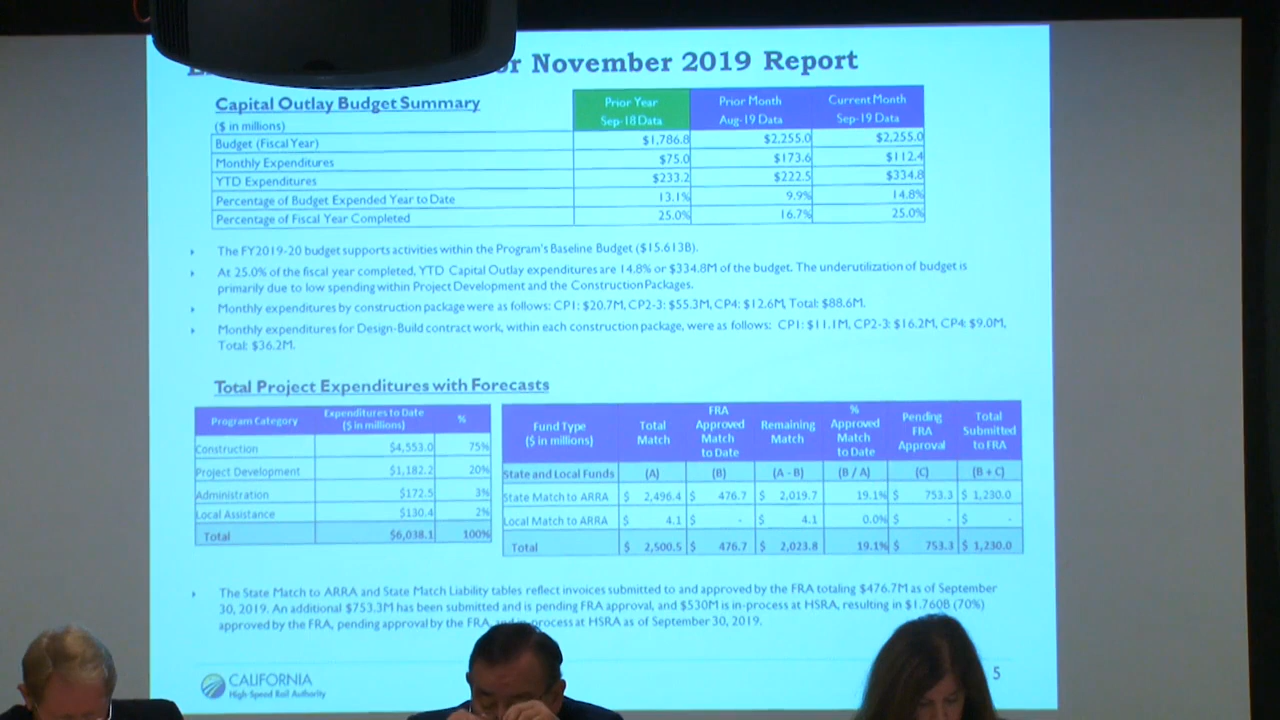 or November 2019 Report
Capital Outlay Budget Summary
($ in millions)
Prior Year Sep-18 Data
Prior Month Aug-19 Data
Current Month Sep-19 Data
Budget (Fiscal Year) $1,786.8 $2,255.0 $2,255.0
Monthly Expenditures $75.0 $173.6 $112.4
YTD Expenditures $233.2 $222.5 $334.8
Percentage of Budget Expended Year to Date 13.1% 9.9% 14.8%
Percentage of Fiscal Year Completed 25.0% 16.7% 25.0%
The FY2019-20 budget supports activities within the Program's Baseline Budget ($15.613B).
At 25.0% of the fiscal year completed, YTD Capital Outlay expenditures are 14.8% or $334.8M of the budget. The underutilization of budget is
primarily due to low spending within Project Development and the Construction Packages.
Monthly expenditures by construction package were as follows: CP1: $20.7M, CP2-3: $55.3M, CP4: $12.6M, Total: $88.6M.
Monthly expenditures for Design-Build contract work, within each construction package, were as follows: CP1: $11.1M, CP2-3: $16.2M, CP4: $9.0M,
Total: $36.2M.
Total Project Expenditures with Forecasts
Program Category Expenditures to Date ($ in millions) %
Construction $4,553.0 75%
Project Development $1,182.2 20%
Administration $172.5 3%
Local Assistance $130.4 2%
Total $6,038.1 100%
Fund Type ($ in millions) Total Match FRA Approved Match to Date Remaining Match % Approved Match to Date Pending FRA Approval Total Submitted to FRA
State and Local Funds (A) (B) (A - B) (B / A) (C) (B + C)
State Match to ARRA $ 2,496.4 $ 476.7 $ 2,019.7 19.1% $ 753.3 $ 1,230.0
Local Match to ARRA $ 4.1 $ - $ 4.1 0.0% $ - $ -
Total $ 2,500.5 $ 476.7 $ 2,023.8 19.1% $ 753.3 $ 1,230.0
The State Match to ARRA and State Match Liability tables reflect invoices submitted to and approved by the FRA totaling $476.7M as of September
30, 2019. An additional $753.3M has been submitted and is pending FRA approval, and $530M is in-process at HSRA, resulting in $1.760B (70%)
approved by the FRA, pending approval by the FRA, process at HSRA as of September 30, 2019.
CALIFORNIA
High-Speed Rail Authority
5